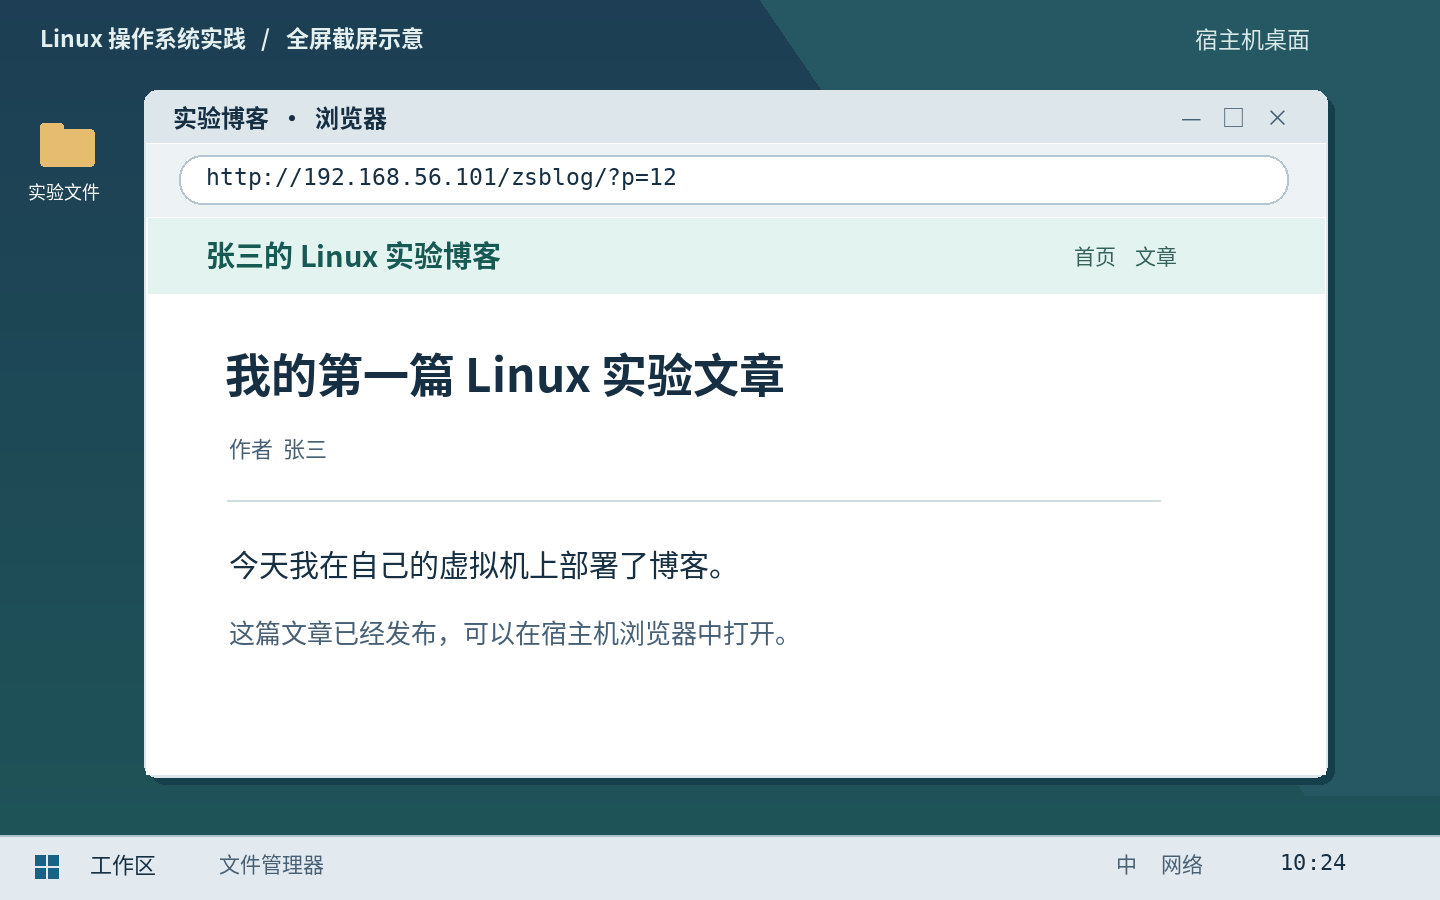 Linux 操作系统实践 / 全屏截屏示意
宿主机桌面
实验文件
实验博客 · 浏览器
http://192.168.56.101/zsblog/?p=12
张三的 Linux 实验博客
首页 文章
我的第一篇 Linux 实验文章
作者 张三
今天我在自己的虚拟机上部署了博客。
这篇文章已经发布，可以在宿主机浏览器中打开。
工作区 文件管理器 中 网络 10:24